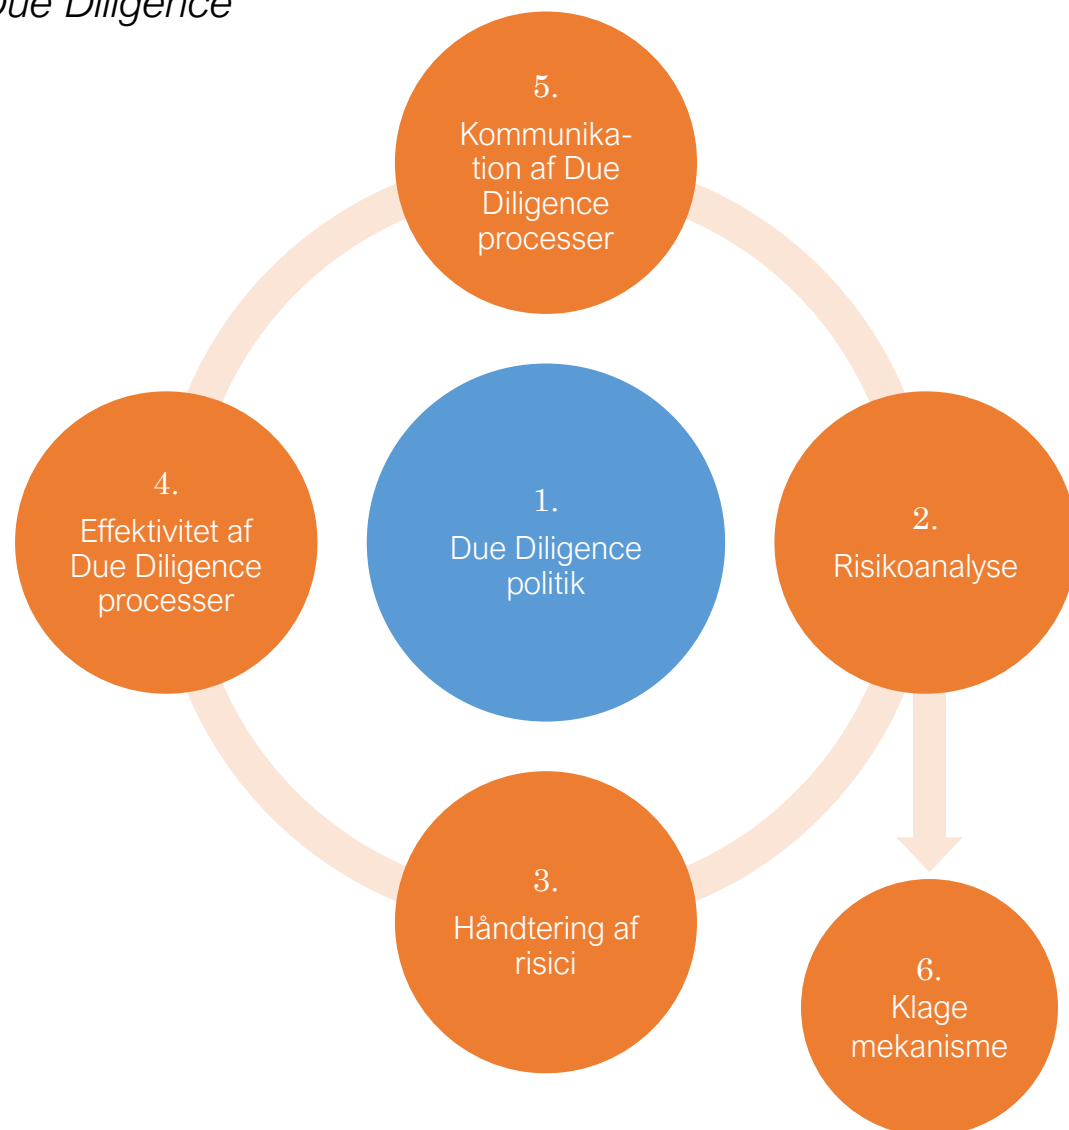 Due Diligence
5.
Kommunika-
tion af Due
Diligence
processer
4.
Effektivitet af
Due Diligence
processer
1.
Due Diligence
politik
2.
Risikoanalyse
3.
Håndtering af
risici
6.
Klage
mekanisme